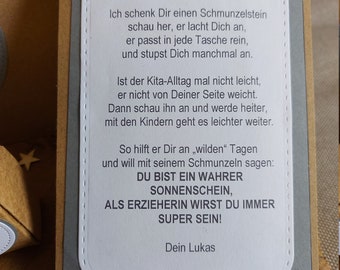 Ich schenk Dir einen Schmunzelstein
schau her, er lacht Dich an,
er passt in jede Tasche rein,
und stupst Dich manchmal an.
Ist der Kita-Alltag mal nicht leicht,
er nicht von Deiner Seite weicht.
Dann schau ihn an und werde heiter,
mit den Kindern geht es leichter weiter.
So hilft er Dir an „wilden" Tagen
und will mit seinem Schmunzeln sagen:
DU BIST EIN WAHRER
SONNENSCHEIN,
ALS ERZIEHERIN WIRST DU IMMER
SUPER SEIN!
Dein Lukas